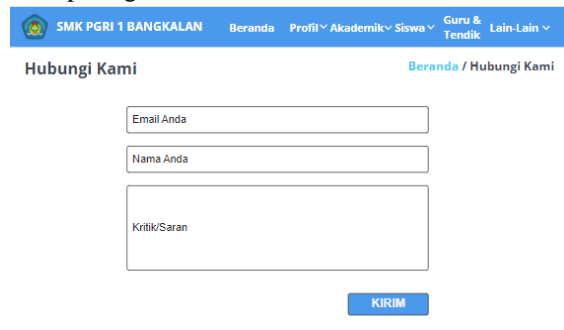 SMK PGRI 1 BANGKALAN Beranda Profil Akademik Siswa Guru & Tendik Lain-Lain
Hubungi Kami Beranda / Hubungi Kami
Email Anda
Nama Anda
Kritik/Saran
KIRIM